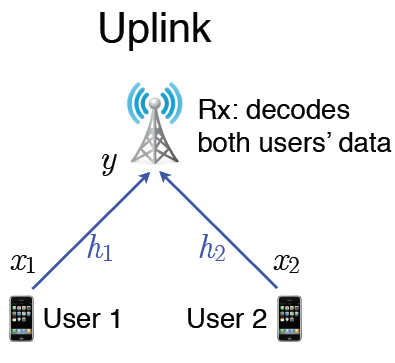 Uplink
Rx: decodes
both users’ data
y
h₁
h₂
x₁
x₂
User 1
User 2